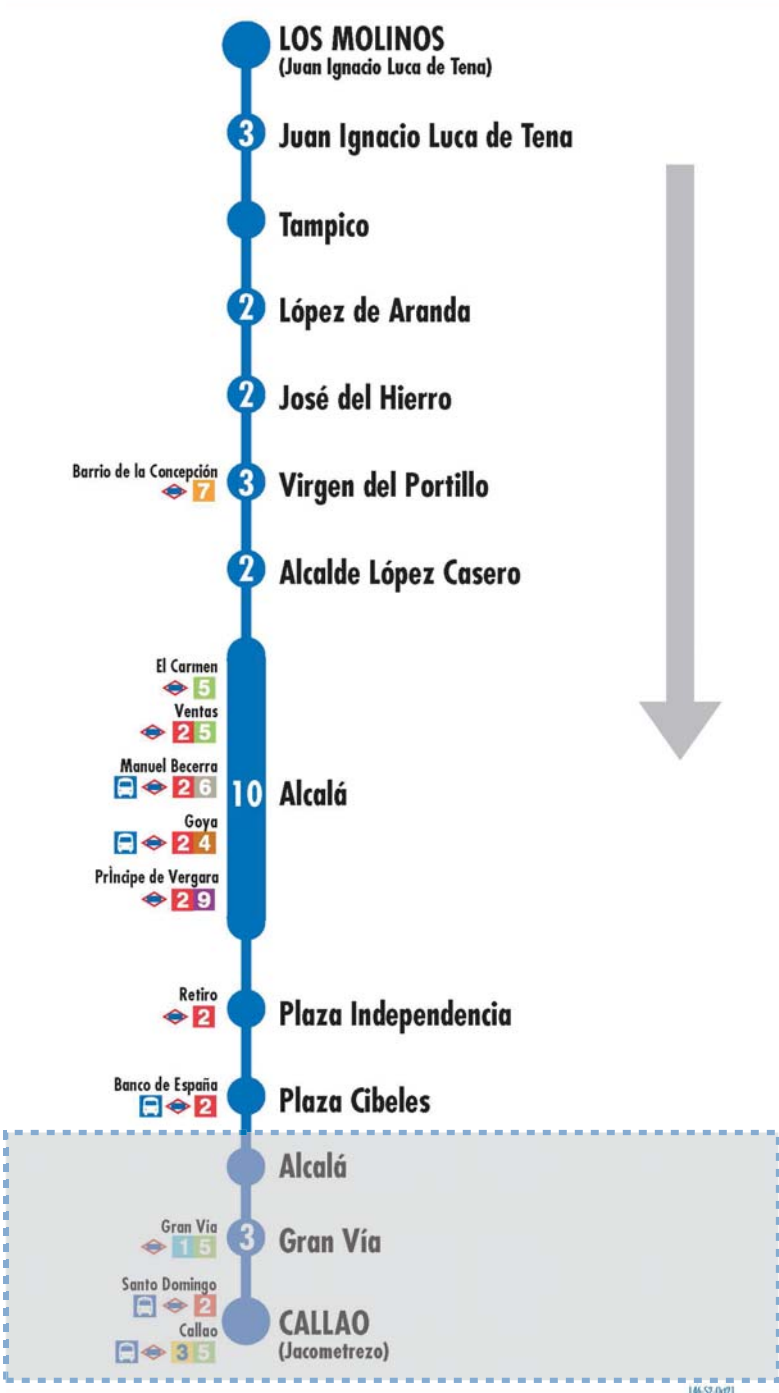 LOS MOLINOS
(Juan Ignacio Luca de Tena)
3 Juan Ignacio Luca de Tena
Tampico
2 López de Aranda
2 José del Hierro
Barrio de la Concepción
7
3 Virgen del Portillo
2 Alcalde López Casero
El Carmen
5
Ventas
2 5
Manuel Becerra
2 6
10 Alcalá
Goya
2 4
Prìncipe de Vergara
2 9
Retiro
2
Plaza Independencia
Banco de España
2
Plaza Cibeles
Alcalá
Gran Vía
1 5
3 Gran Vía
Santo Domingo
2
Callao
3 5
CALLAO
(Jacometrezo)